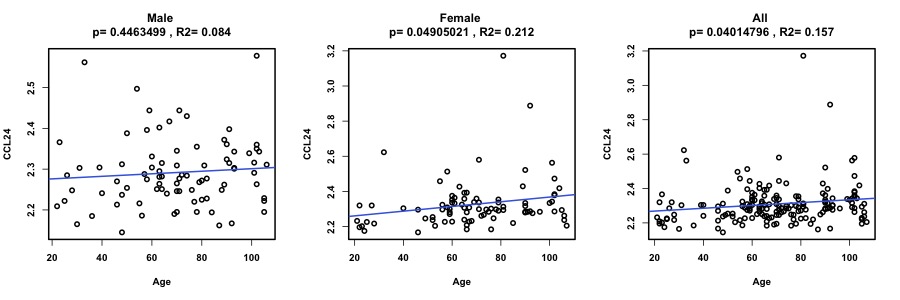 Male
p= 0.4463499 , R2= 0.084
CCL24
2.5
2.4
2.3
2.2
20 40 60 80 100
Age
Female
p= 0.04905021 , R2= 0.212
CCL24
3.2
3.0
2.8
2.6
2.4
2.2
20 40 60 80 100
Age
All
p= 0.04014796 , R2= 0.157
CCL24
3.2
3.0
2.8
2.6
2.4
2.2
20 40 60 80 100
Age